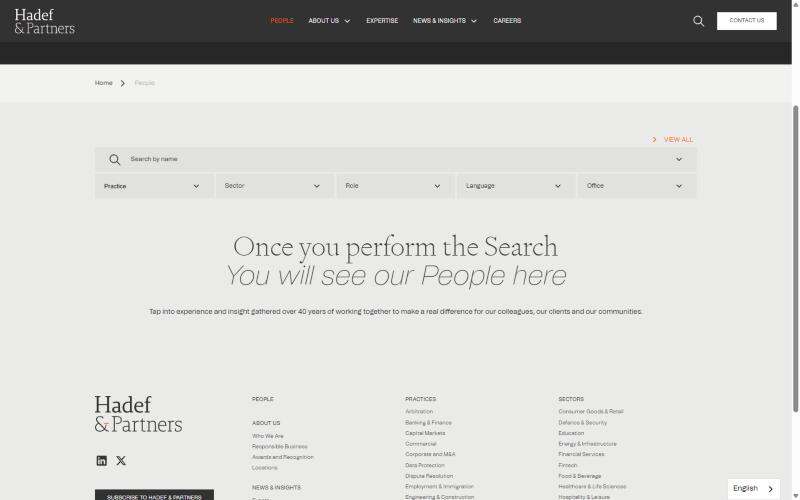 Hadef
& Partners
PEOPLE
ABOUT US
EXPERTISE
NEWS & INSIGHTS
CAREERS
CONTACT US
Home
People
VIEW ALL
Search by name
Practice
Sector
Role
Language
Office
Once you perform the Search
You will see our People here
Tap into experience and insight gathered over 40 years of working together to make a real difference for our colleagues, our clients and our communities.
Hadef
& Partners
SUBSCRIBE TO HADEF & PARTNERS
PEOPLE
ABOUT US
Who We Are
Responsible Business
Awards and Recognition
Locations
NEWS & INSIGHTS
PRACTICES
Arbitration
Banking & Finance
Capital Markets
Commercial
Corporate and M&A
Data Protection
Dispute Resolution
Employment & Immigration
Engineering & Construction
SECTORS
Consumer Goods & Retail
Defence & Security
Education
Energy & Infrastructure
Financial Services
Fintech
Food & Beverage
Healthcare & Life Sciences
Hospitality & Leisure
English